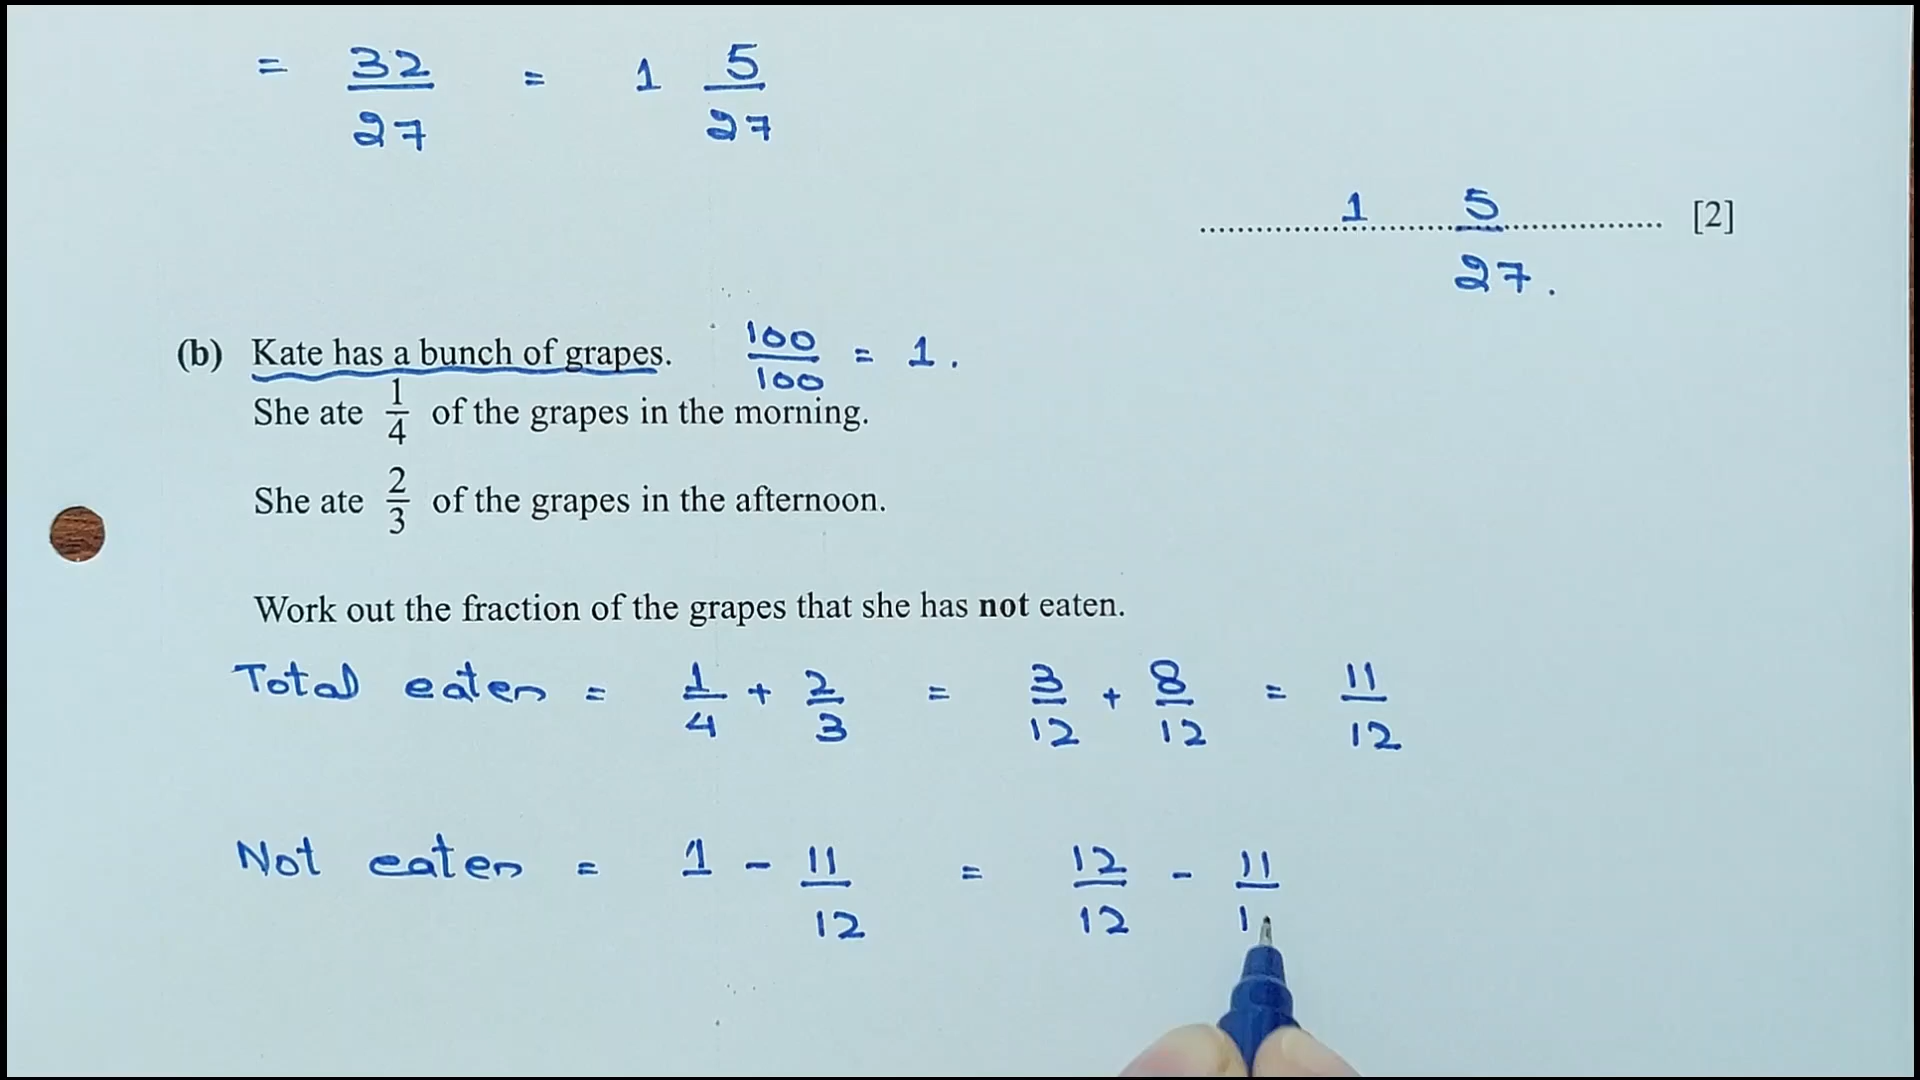 = 32/27 = 1 5/27
1 5/27. [2]
(b) Kate has a bunch of grapes. 100/100 = 1.
She ate 1/4 of the grapes in the morning.
She ate 2/3 of the grapes in the afternoon.
Work out the fraction of the grapes that she has not eaten.
Total eaten = 1/4 + 2/3 = 3/12 + 8/12 = 11/12
Not eaten = 1 - 11/12 = 12/12 - 11/1